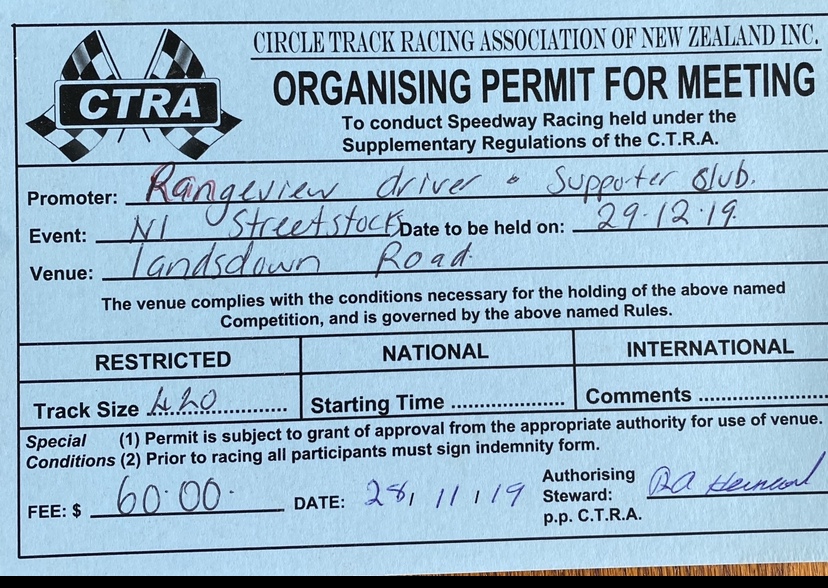 CTRA
CIRCLE TRACK RACING ASSOCIATION OF NEW ZEALAND INC.
ORGANISING PERMIT FOR MEETING
To conduct Speedway Racing held under the
Supplementary Regulations of the C.T.R.A.
Promoter: Rangeview driver & Supporter Club.
Event: NI Streetstock Date to be held on: 29.12.19.
Venue: Landsdown Road.
The venue complies with the conditions necessary for the holding of the above named
Competition, and is governed by the above named Rules.
RESTRICTED NATIONAL INTERNATIONAL
Track Size 420 Starting Time .................... Comments ....................
Special Conditions (1) Permit is subject to grant of approval from the appropriate authority for use of venue.
(2) Prior to racing all participants must sign indemnity form.
FEE: $ 60.00. DATE: 28/11/19 Authorising Steward: p.p. C.T.R.A.